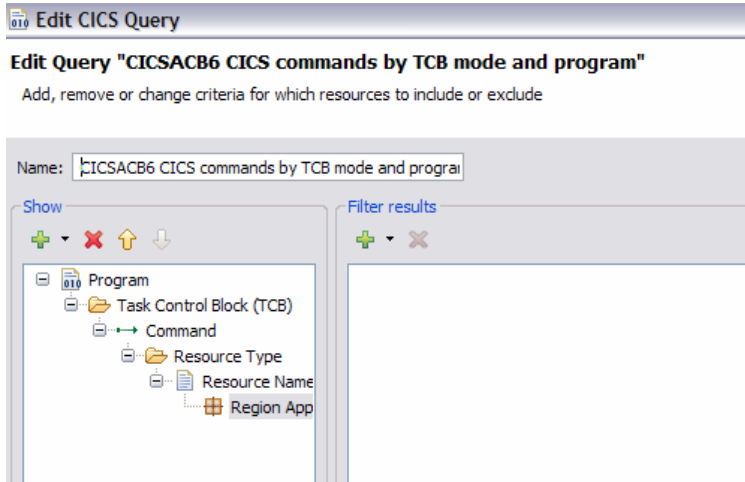 Edit CICS Query
Edit Query "CICSACB6 CICS commands by TCB mode and program"
Add, remove or change criteria for which resources to include or exclude
Name: CICSACB6 CICS commands by TCB mode and progra
Show
Filter results
Program
Task Control Block (TCB)
Command
Resource Type
Resource Name
Region App